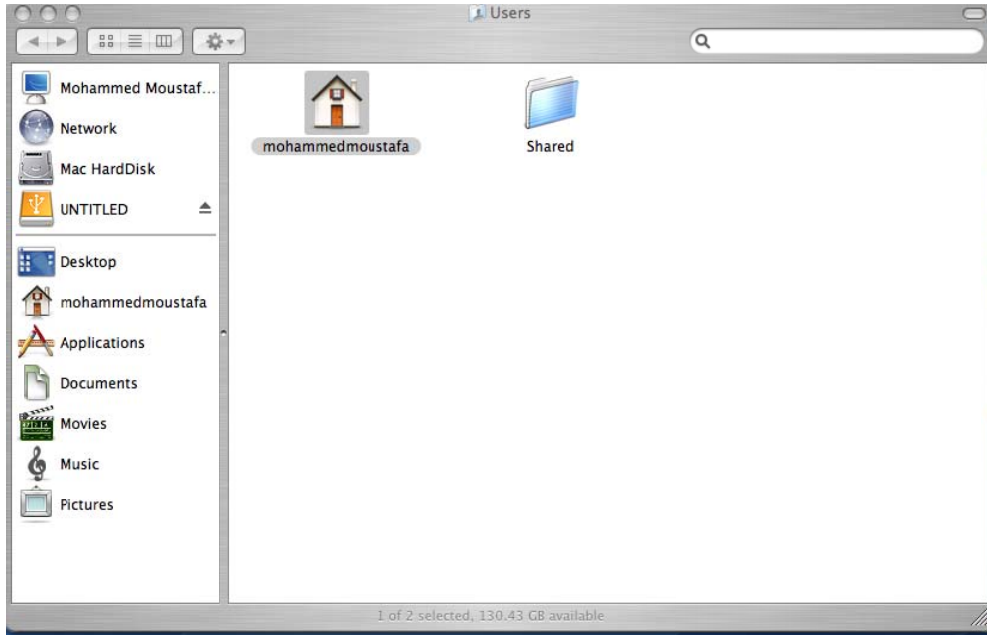 Users
Mohammed Moustaf...
Network
Mac HardDisk
UNTITLED
Desktop
mohammedmoustafa
Applications
Documents
Movies
Music
Pictures
mohammedmoustafa
Shared
1 of 2 selected, 130.43 GB available